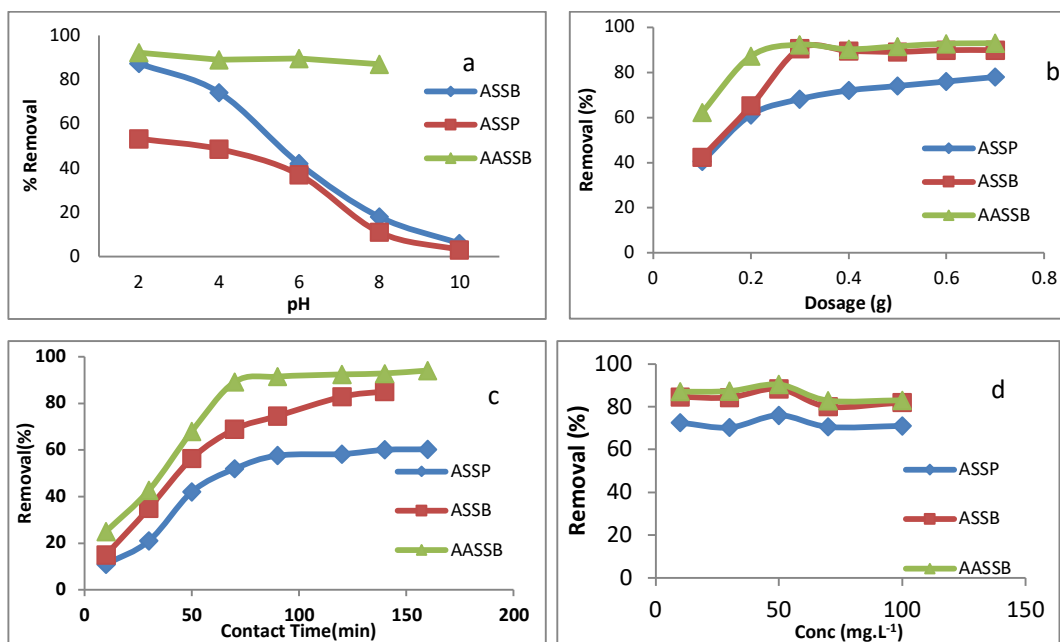 100
80
60
40
20
0
% Removal
2
4
6
8
10
pH
a
ASSB
ASSP
AASSB
100
80
60
40
20
0
Removal (%)
0
0.2
0.4
0.6
0.8
Dosage (g)
b
ASSP
ASSB
AASSB
100
80
60
40
20
0
Removal(%)
0
50
100
150
200
Contact Time(min)
c
ASSP
ASSB
AASSB
100
80
60
40
20
0
Removal (%)
0
50
100
150
Conc (mg.L-1)
d
ASSP
ASSB
AASSB